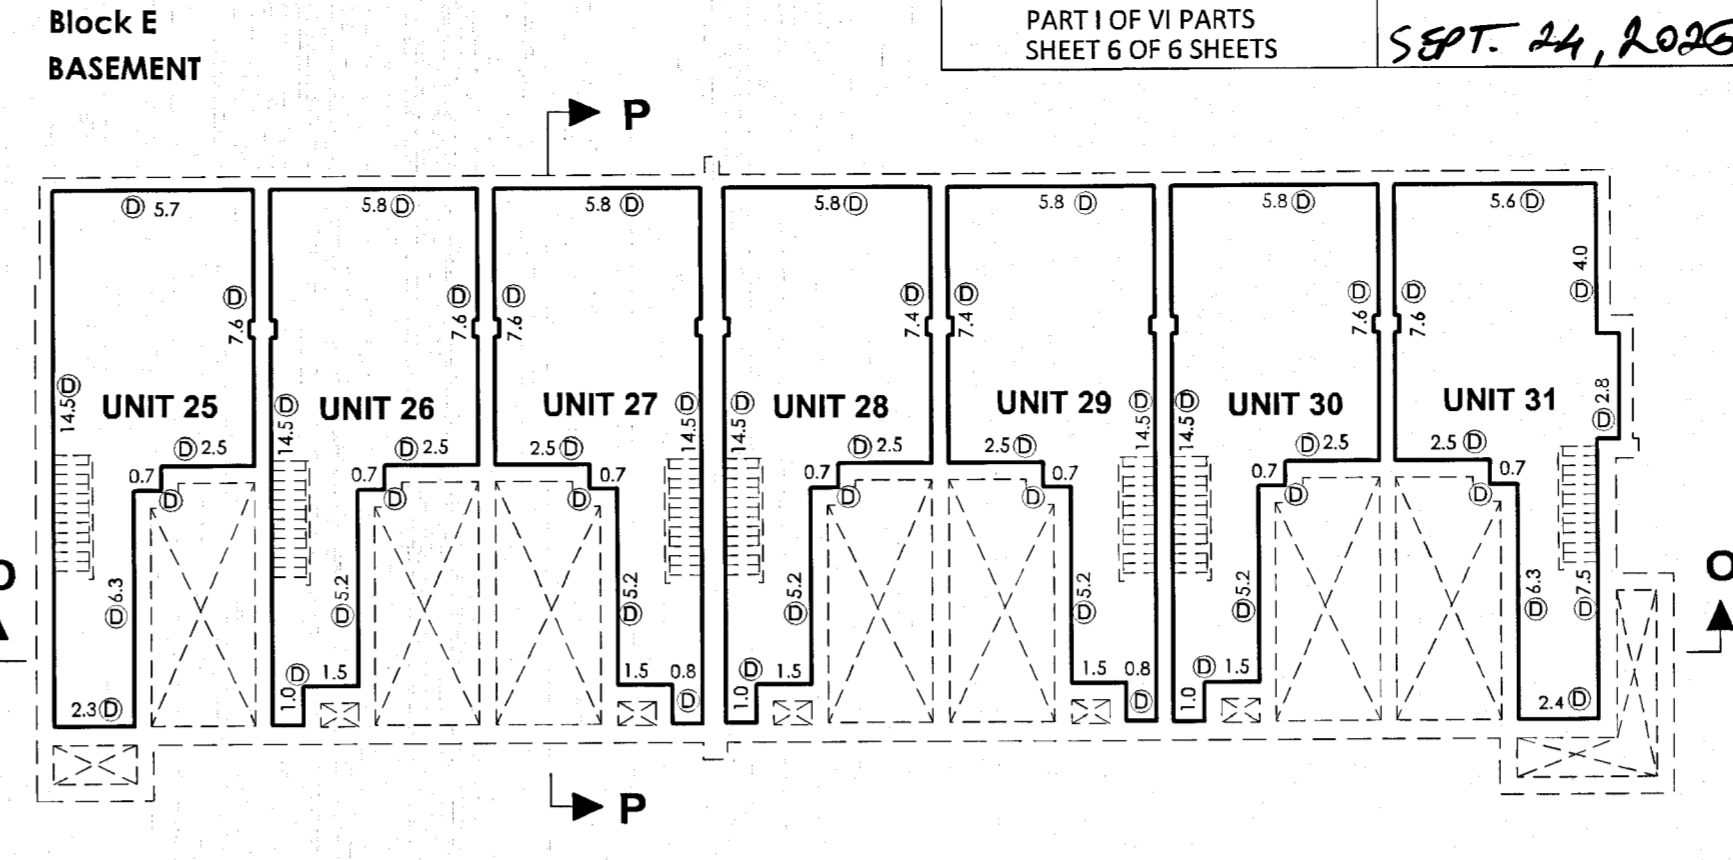 Block E
BASEMENT
PART I OF VI PARTS
SHEET 6 OF 6 SHEETS
SEPT. 24, 2026
P
D 5.7
5.8 D
5.8 D
5.8 D
5.8 D
5.8 D
5.6 D
D 7.6
D 7.6
D 7.6
D 7.4
D 7.4
D 7.6
D 7.6
D 4.0
14.5 D
UNIT 25
14.5 D
UNIT 26
UNIT 27
14.5 D
14.5 D
UNIT 28
UNIT 29
14.5 D
14.5 D
UNIT 30
UNIT 31
D 2.8
D 2.5
D 2.5
2.5 D
D 2.5
2.5 D
D 2.5
2.5 D
0.7 D
0.7 D
D 0.7
0.7 D
D 0.7
0.7 D
D 0.7
D 6.3
D 5.2
D 5.2
D 5.2
D 5.2
D 5.2
D 6.3
D 7.5
O
2.3 D
1.0 D 1.5
1.5 0.8 D
1.0 D 1.5
1.5 0.8 D
1.0 D 1.5
2.4 D
P